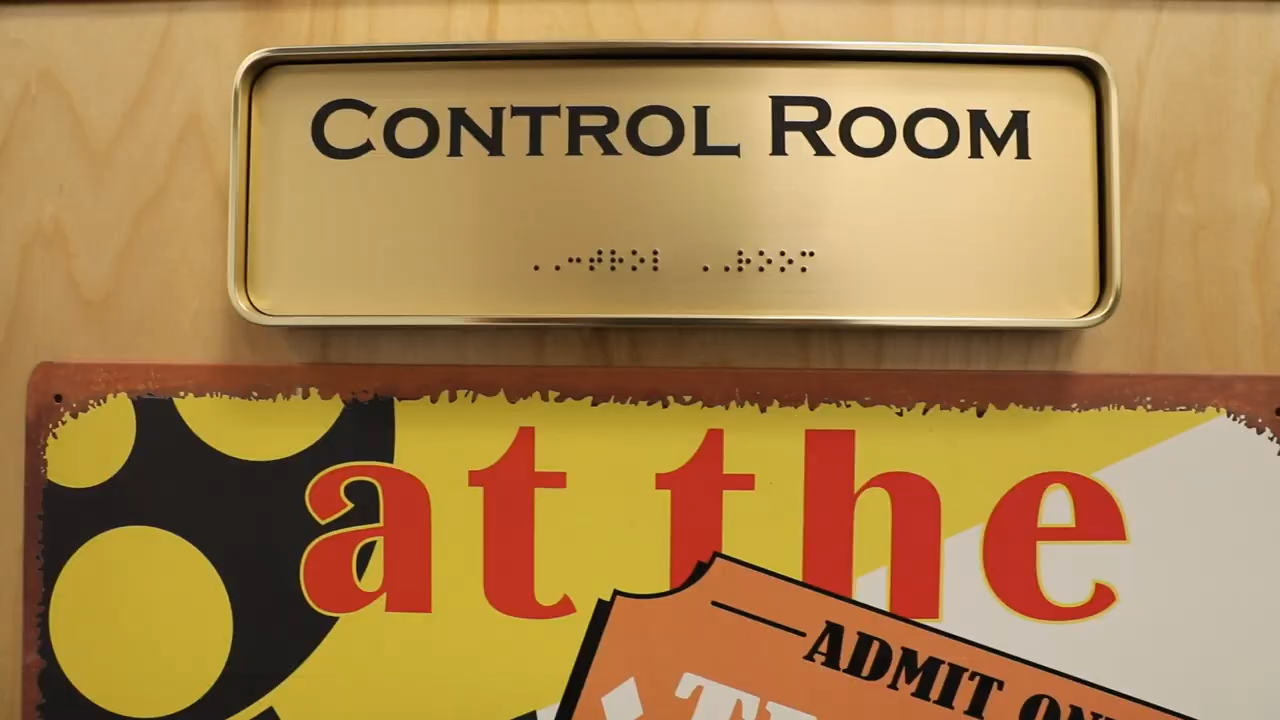 CONTROL ROOM
⠠⠠⠒⠞⠗⠕⠇ ⠠⠠⠗⠕⠕⠍
at the
ADMIT ON